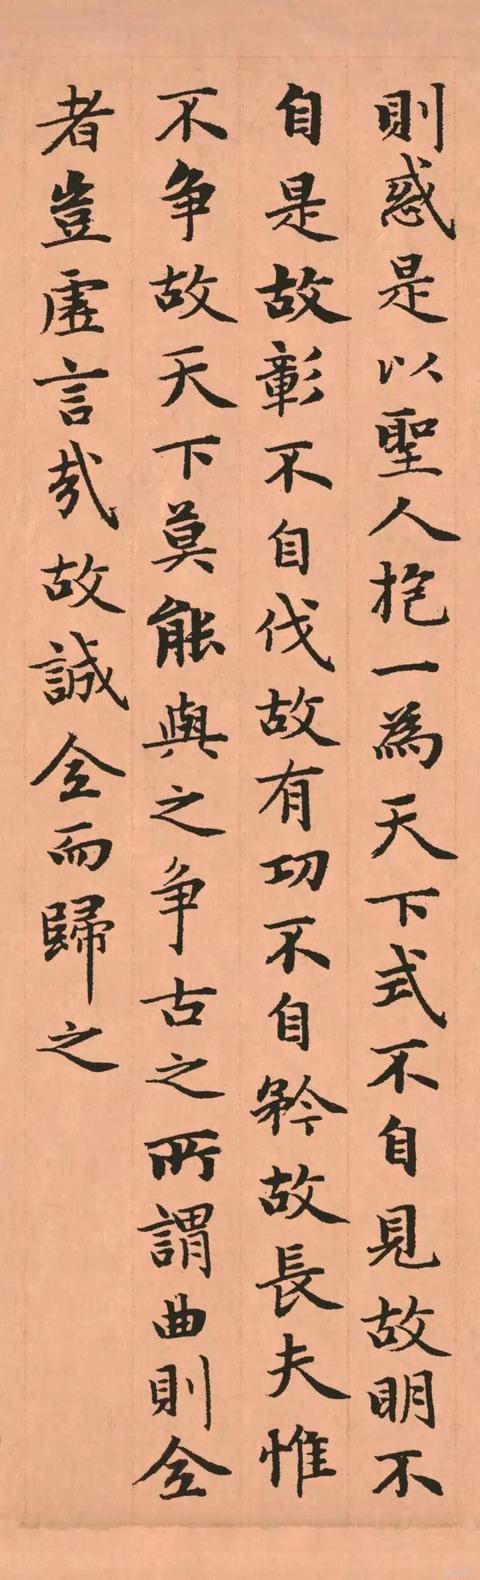 則惑是以聖人抱一為天下式不自見故明不
自是故彰不自伐故有功不自矜故長夫惟
不争故天下莫能與之争古之所謂曲則全
者豈虛言哉故誠全而歸之